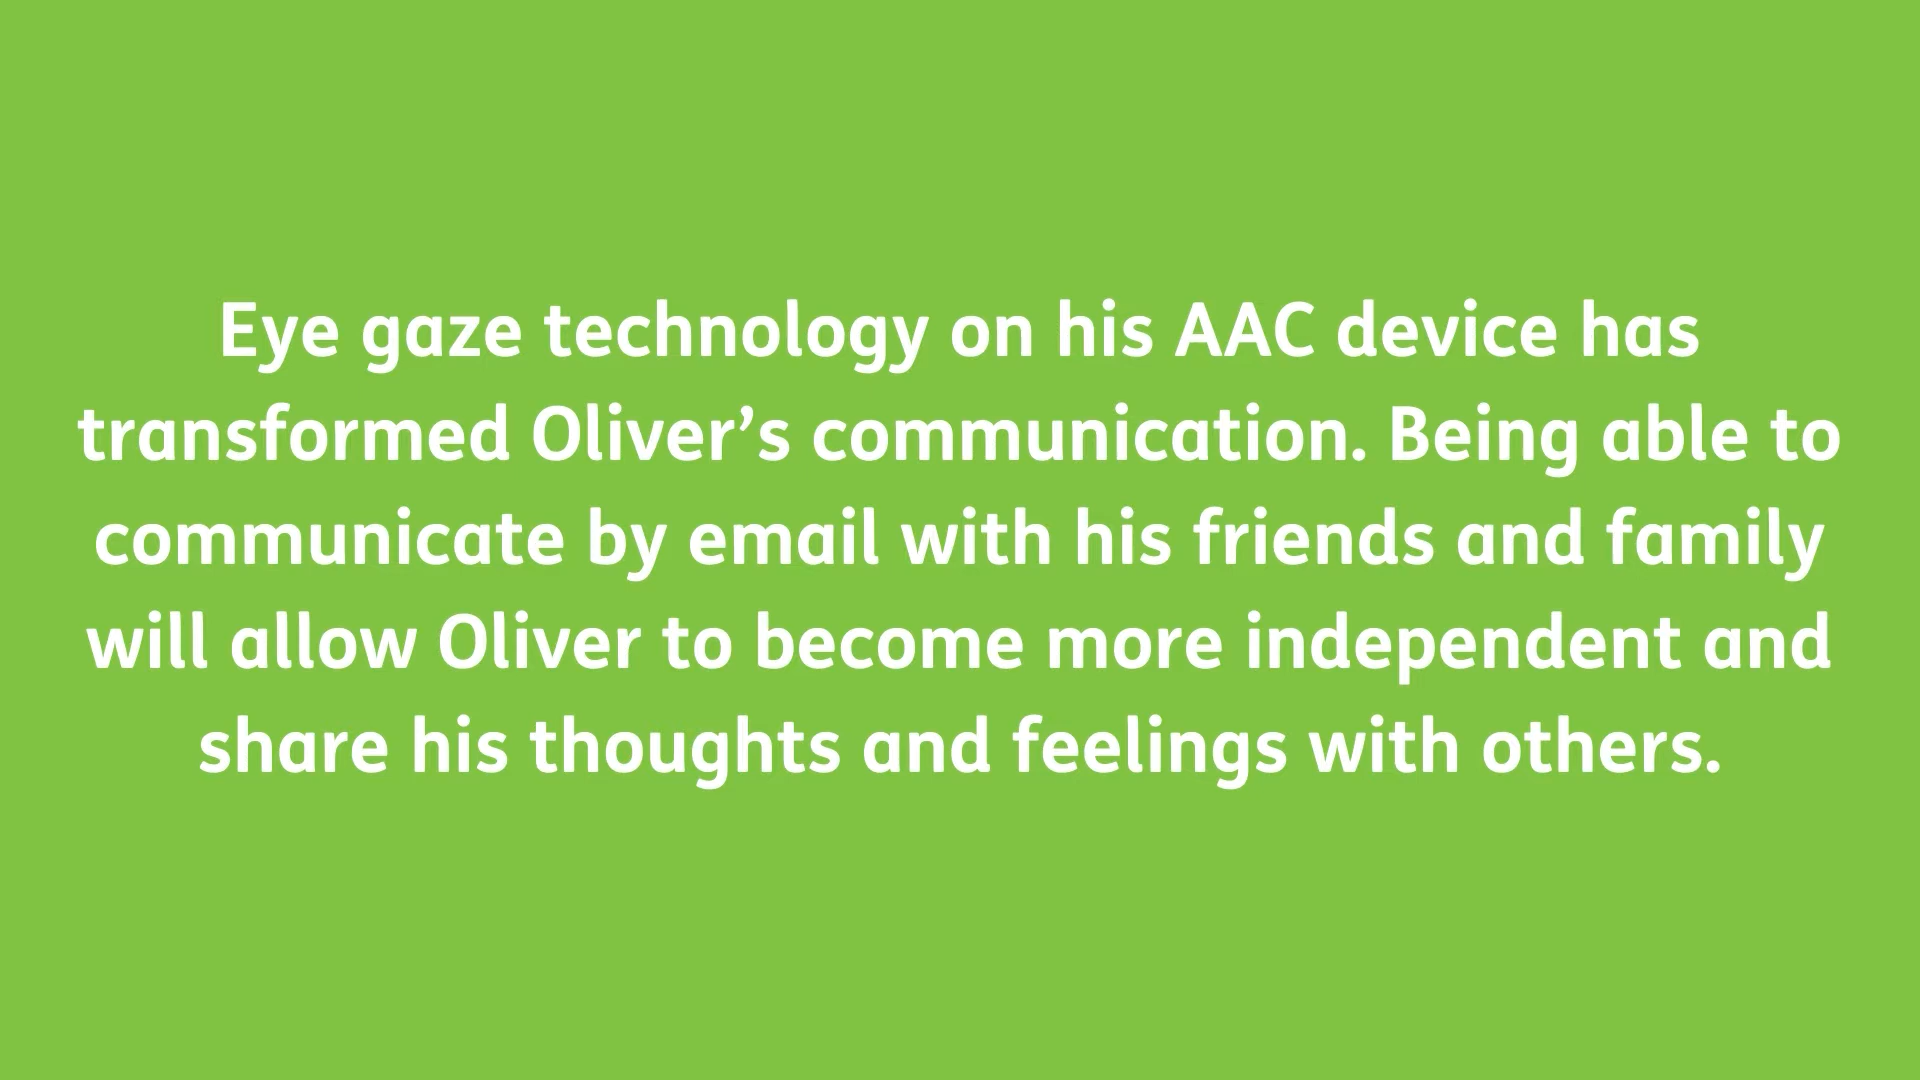 Eye gaze technology on his AAC device has
transformed Oliver’s communication. Being able to
communicate by email with his friends and family
will allow Oliver to become more independent and
share his thoughts and feelings with others.